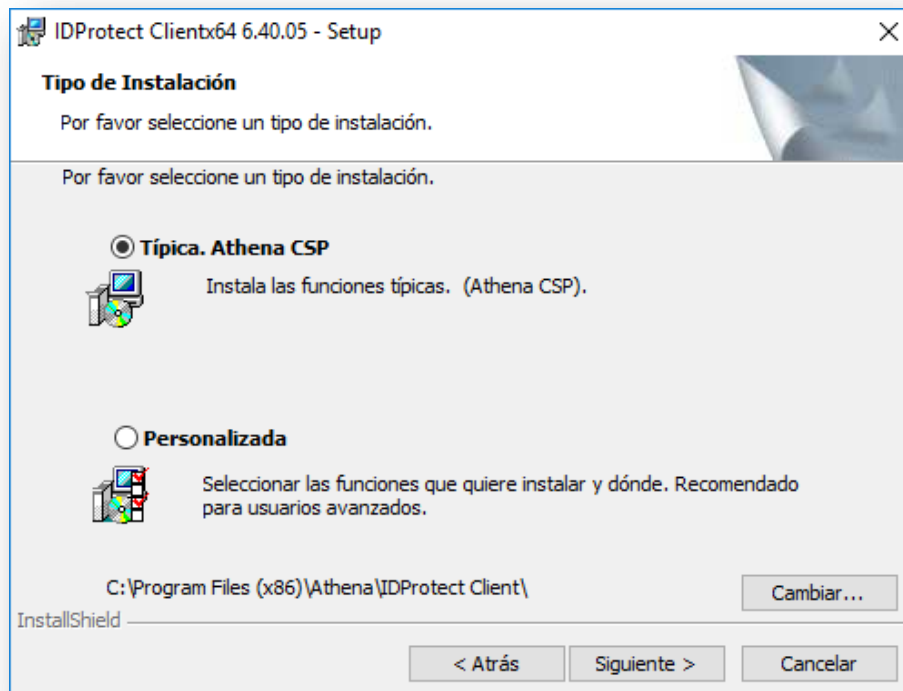 IDProtect Clientx64 6.40.05 - Setup
Tipo de Instalación
Por favor seleccione un tipo de instalación.
Por favor seleccione un tipo de instalación.
Típica. Athena CSP
Instala las funciones típicas. (Athena CSP).
Personalizada
Seleccionar las funciones que quiere instalar y dónde. Recomendado
para usuarios avanzados.
C:\Program Files (x86)\Athena\IDProtect Client\
Cambiar...
InstallShield
< Atrás
Siguiente >
Cancelar